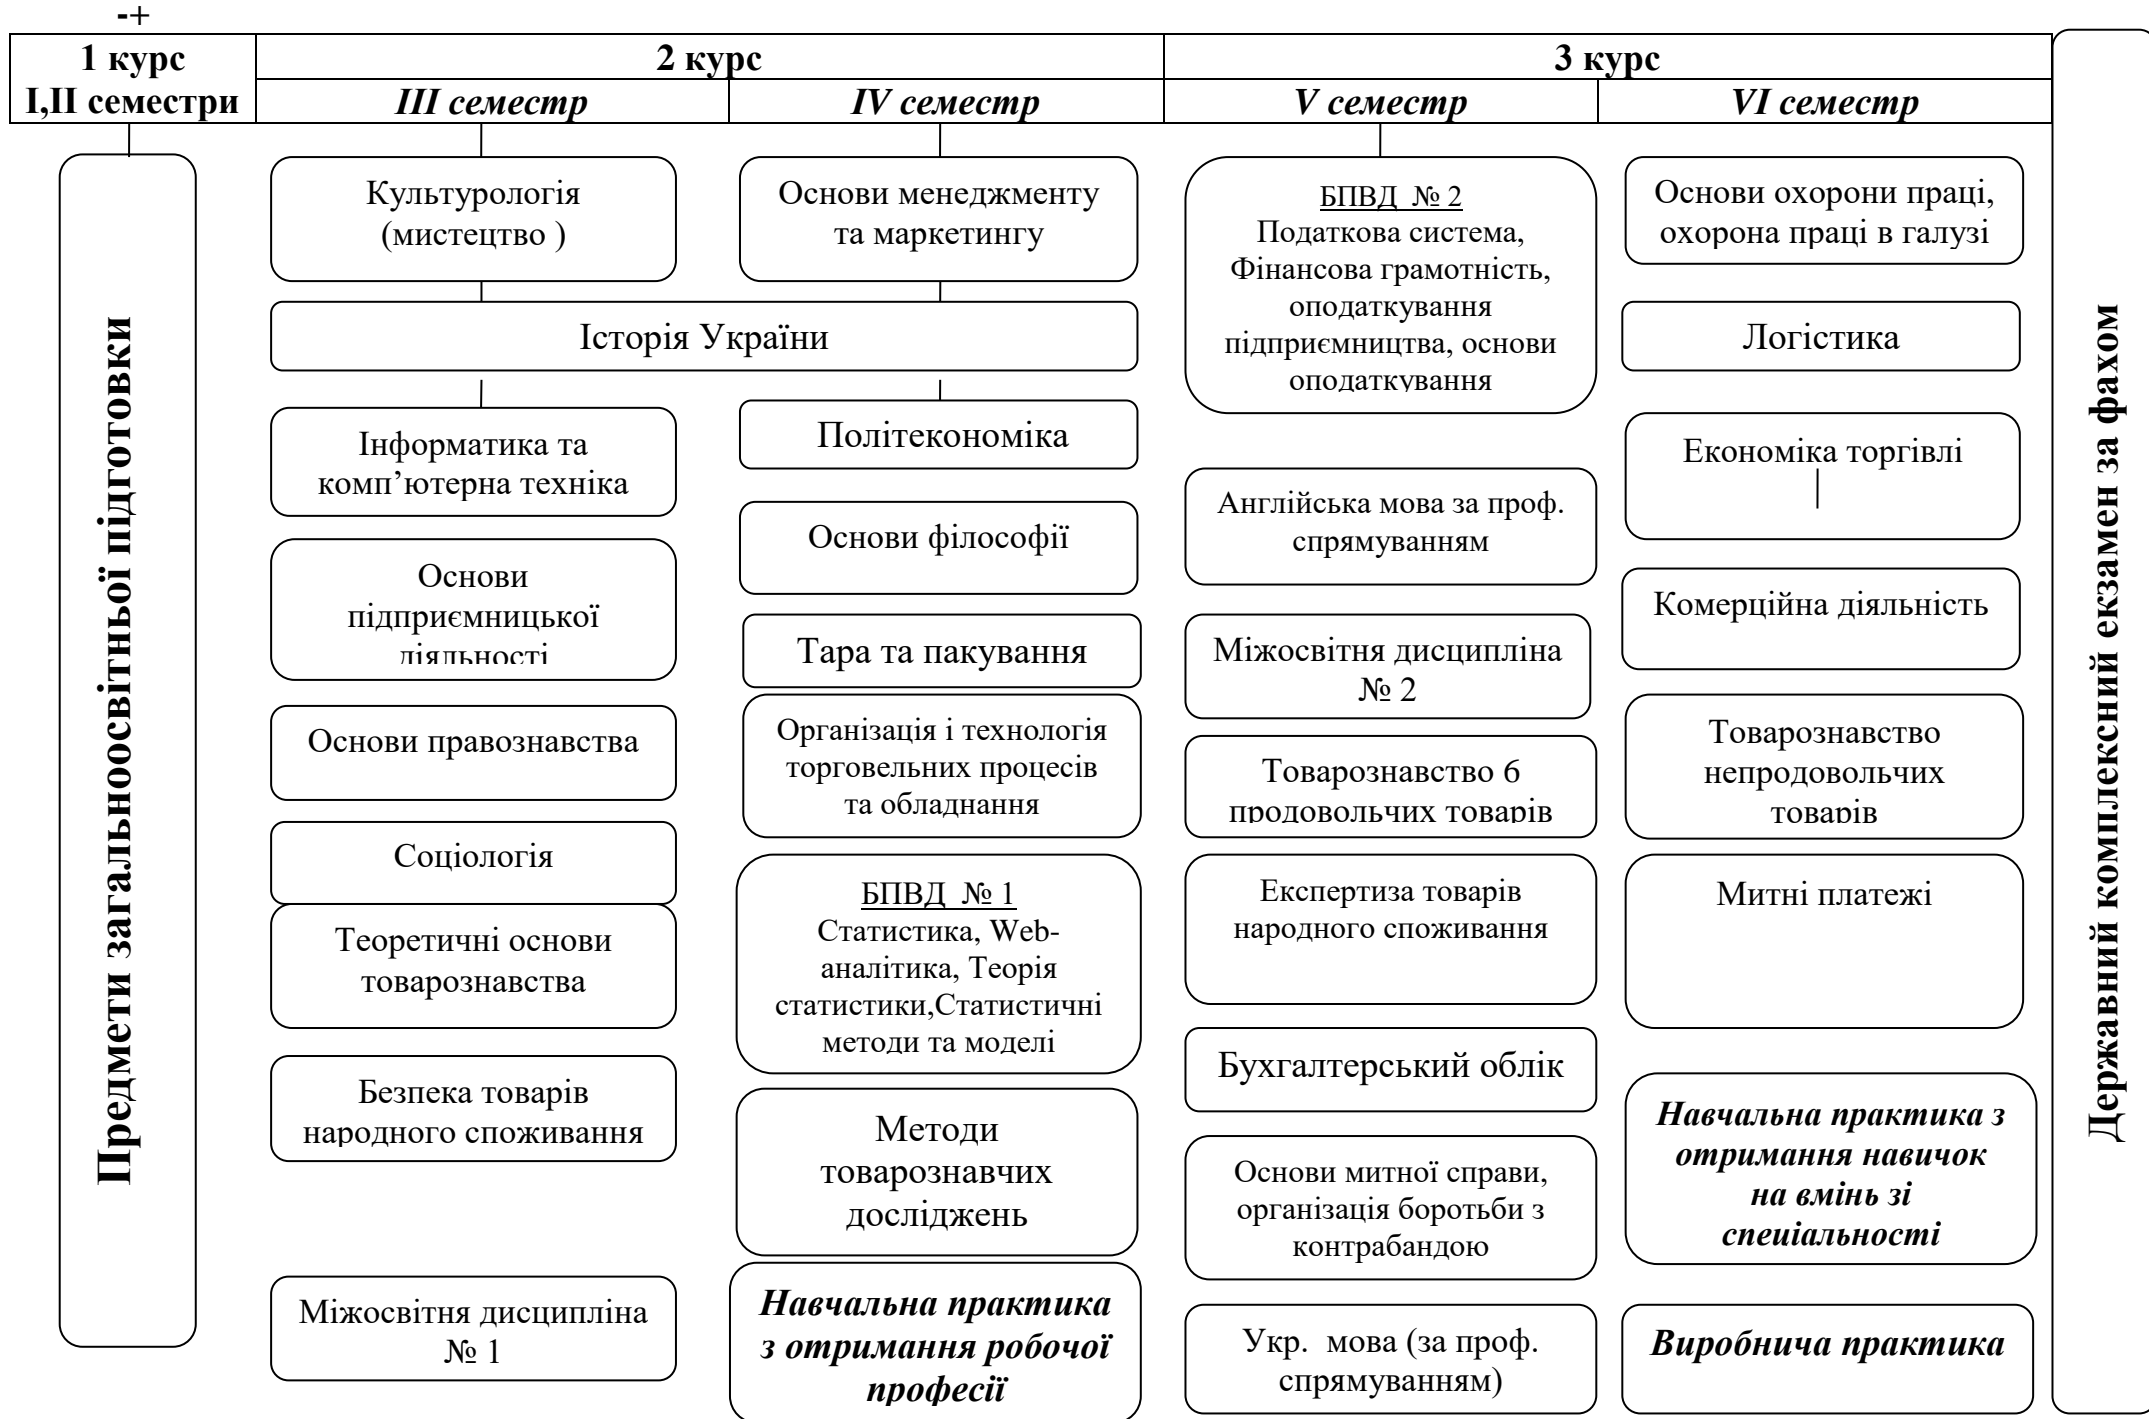 -+
1 курс
I,II семестри
2 курс
3 курс
III семестр
IV семестр
V семестр
VI семестр
Предмети загальноосвітньої підготовки
Культурологія
(мистецтво )
Основи менеджменту
та маркетингу
Історія України
Інформатика та
комп’ютерна техніка
Основи
підприємницької
діяльності
Основи правознавства
Соціологія
Теоретичні основи
товарознавства
Безпека товарів
народного споживання
Міжосвітня дисципліна
№ 1
Політекономіка
Основи філософії
Тара та пакування
Організація і технологія
торговельних процесів
та обладнання
БПВД № 1
Статистика, Web-
аналітика, Теорія
статистики,Статистичні
методи та моделі
Методи
товарознавчих
досліджень
Навчальна практика
з отримання робочої
професії
БПВД № 2
Податкова система,
Фінансова грамотність,
оподаткування
підприємництва, основи
оподаткування
Англійська мова за проф.
спрямуванням
Міжосвітня дисципліна
№ 2
Товарознавство 6
продовольчих товарів
Експертиза товарів
народного споживання
Бухгалтерський облік
Основи митної справи,
організація боротьби з
контрабандою
Укр. мова (за проф.
спрямуванням)
Основи охорони праці,
охорона праці в галузі
Логістика
Економіка торгівлі
Комерційна діяльність
Товарознавство
непродовольчих
товарів
Митні платежі
Навчальна практика з
отримання навичок
на вмінь зі
спеціальності
Виробнича практика
Державний комплексний екзамен за фахом